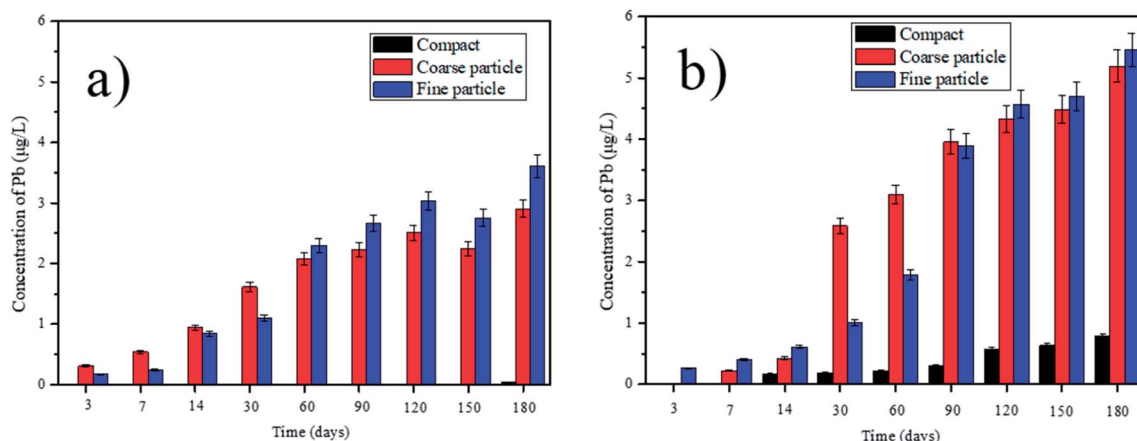 a)
Compact
Coarse particle
Fine particle
Concentration of Pb (μg/L)
6
5
4
3
2
1
0
3 7 14 30 60 90 120 150 180
Time (days)
b)
Compact
Coarse particle
Fine particle
Concentration of Pb (μg/L)
6
5
4
3
2
1
0
3 7 14 30 60 90 120 150 180
Time (days)